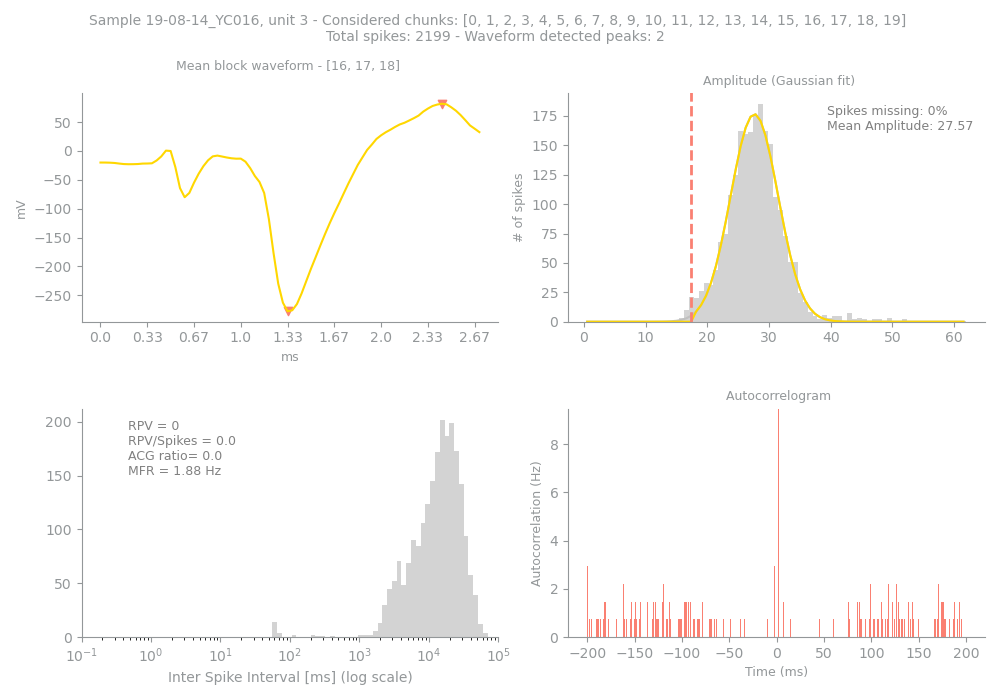 Sample 19-08-14_YC016, unit 3 - Considered chunks: [0, 1, 2, 3, 4, 5, 6, 7, 8, 9, 10, 11, 12, 13, 14, 15, 16, 17, 18, 19]
Total spikes: 2199 - Waveform detected peaks: 2
Mean block waveform - [16, 17, 18]
50
0
−50
−100
−150
−200
−250
mV
0.0 0.33 0.67 1.0 1.33 1.67 2.0 2.33 2.67
ms
Amplitude (Gaussian fit)
Spikes missing: 0%
Mean Amplitude: 27.57
175
150
125
100
75
50
25
0
# of spikes
0 10 20 30 40 50 60
RPV = 0
RPV/Spikes = 0.0
ACG ratio= 0.0
MFR = 1.88 Hz
200
150
100
50
0
10⁻¹ 10⁰ 10¹ 10² 10³ 10⁴ 10⁵
Inter Spike Interval [ms] (log scale)
Autocorrelogram
8
6
4
2
0
Autocorrelation (Hz)
−200 −150 −100 −50 0 50 100 150 200
Time (ms)